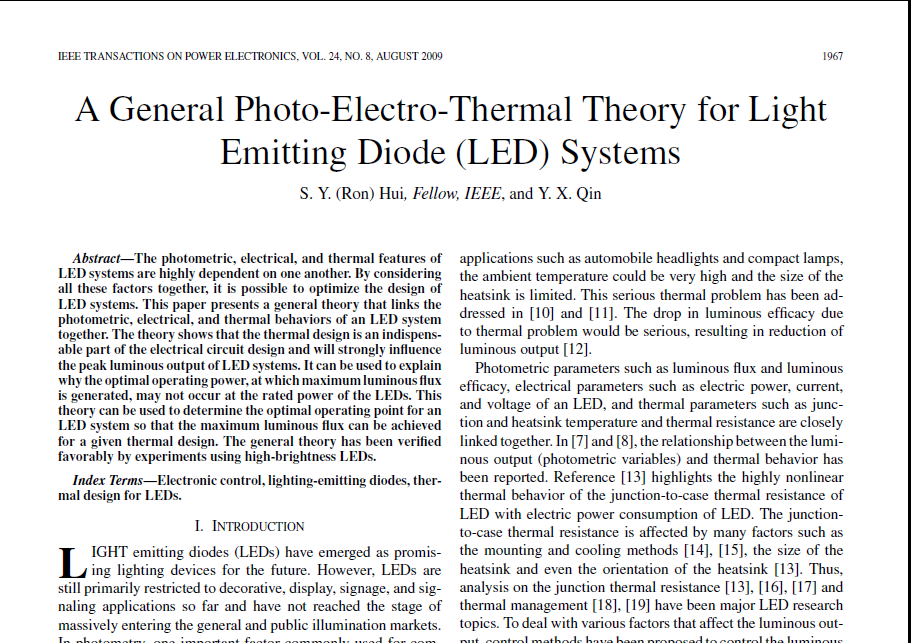 IEEE TRANSACTIONS ON POWER ELECTRONICS, VOL. 24, NO. 8, AUGUST 2009 1967
A General Photo-Electro-Thermal Theory for Light
Emitting Diode (LED) Systems
S. Y. (Ron) Hui, Fellow, IEEE, and Y. X. Qin
Abstract—The photometric, electrical, and thermal features of
LED systems are highly dependent on one another. By considering
all these factors together, it is possible to optimize the design of
LED systems. This paper presents a general theory that links the
photometric, electrical, and thermal behaviors of an LED system
together. The theory shows that the thermal design is an indispens-
able part of the electrical circuit design and will strongly influence
the peak luminous output of LED systems. It can be used to explain
why the optimal operating power, at which maximum luminous flux
is generated, may not occur at the rated power of the LEDs. This
theory can be used to determine the optimal operating point for an
LED system so that the maximum luminous flux can be achieved
for a given thermal design. The general theory has been verified
favorably by experiments using high-brightness LEDs.
Index Terms—Electronic control, lighting-emitting diodes, ther-
mal design for LEDs.
I. INTRODUCTION
LIGHT emitting diodes (LEDs) have emerged as promis-
ing lighting devices for the future. However, LEDs are
still primarily restricted to decorative, display, signage, and sig-
naling applications so far and have not reached the stage of
massively entering the general and public illumination markets.
In photometry, one important factor commonly used for com-
applications such as automobile headlights and compact lamps,
the ambient temperature could be very high and the size of the
heatsink is limited. This serious thermal problem has been ad-
dressed in [10] and [11]. The drop in luminous efficacy due
to thermal problem would be serious, resulting in reduction of
luminous output [12].
Photometric parameters such as luminous flux and luminous
efficacy, electrical parameters such as electric power, current,
and voltage of an LED, and thermal parameters such as junc-
tion and heatsink temperature and thermal resistance are closely
linked together. In [7] and [8], the relationship between the lumi-
nous output (photometric variables) and thermal behavior has
been reported. Reference [13] highlights the highly nonlinear
thermal behavior of the junction-to-case thermal resistance of
LED with electric power consumption of LED. The junction-
to-case thermal resistance is affected by many factors such as
the mounting and cooling methods [14], [15], the size of the
heatsink and even the orientation of the heatsink [13]. Thus,
analysis on the junction thermal resistance [13], [16], [17] and
thermal management [18], [19] have been major LED research
topics. To deal with various factors that affect the luminous out-
put, control methods have been proposed to control the luminous